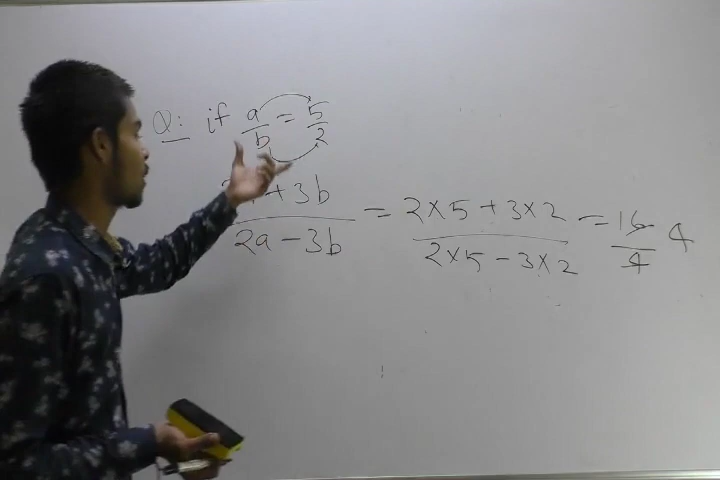 Q: if a/b = 5/2
+ 3b / 2a - 3b = 2×5 + 3×2 / 2×5 - 3×2 = 16/4 4